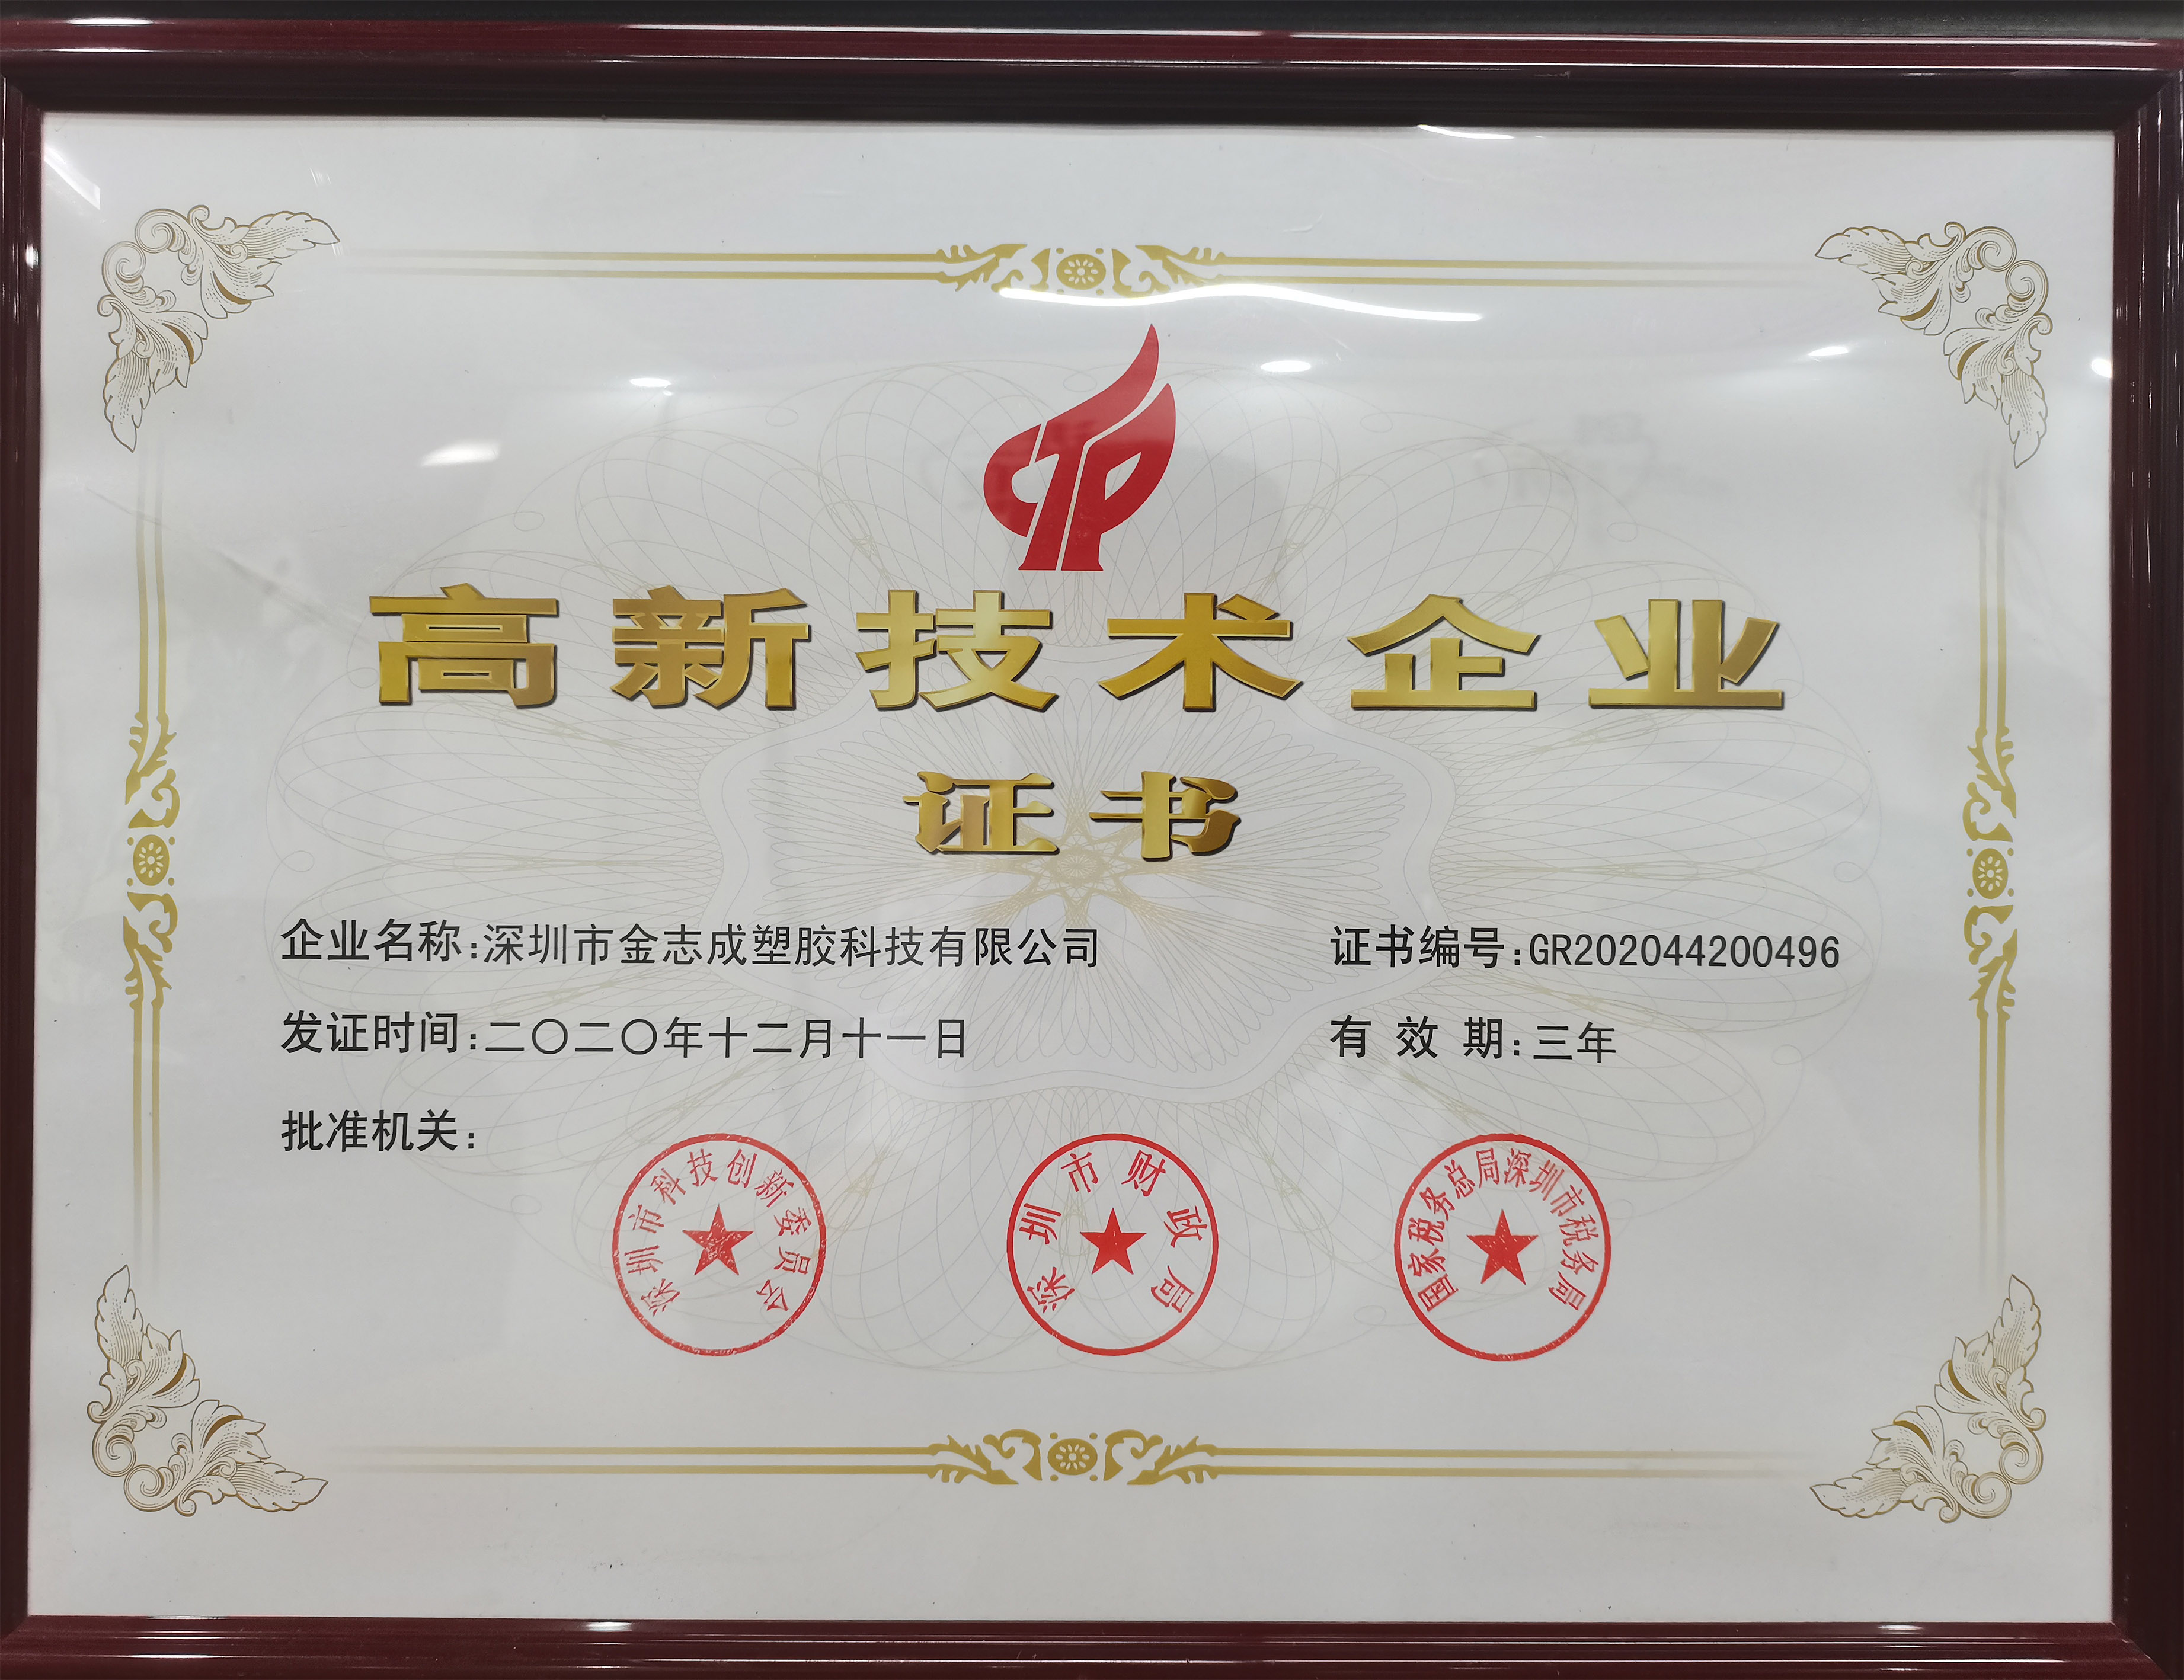 高新技术企业
证书
企业名称:深圳市金志成塑胶科技有限公司
证书编号:GR202044200496
发证时间:二〇二〇年十二月十一日
有效期:三年
批准机关:
深圳市科技创新委员会
深圳市财政局
国家税务总局深圳市税务局